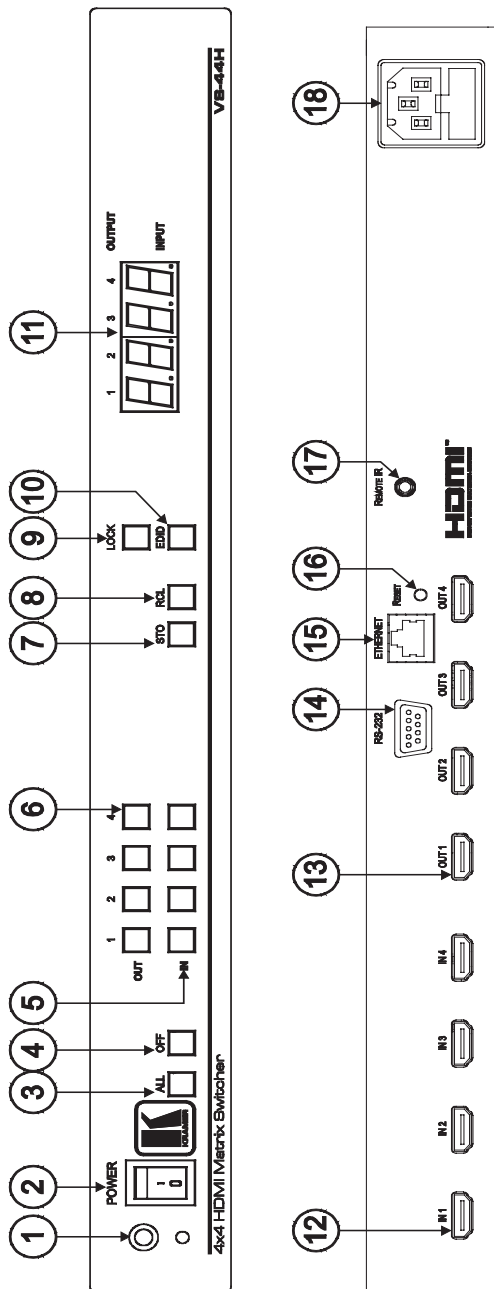 1
2
3
4
5
6
7
8
9
10
11
POWER
1
0
KRAMER
ALL
OFF
1
2
3
4
OUT
IN
STO
RCL
LOCK
EDID
1
2
3
4
OUTPUT
INPUT
4x4 HDMI Matrix Switcher
VS-44H
12
13
14
15
16
17
18
RS-232
ETHERNET
RESET
REMOTE IR
IN 1
IN 2
IN 3
IN 4
OUT 1
OUT 2
OUT 3
OUT 4
HDMI